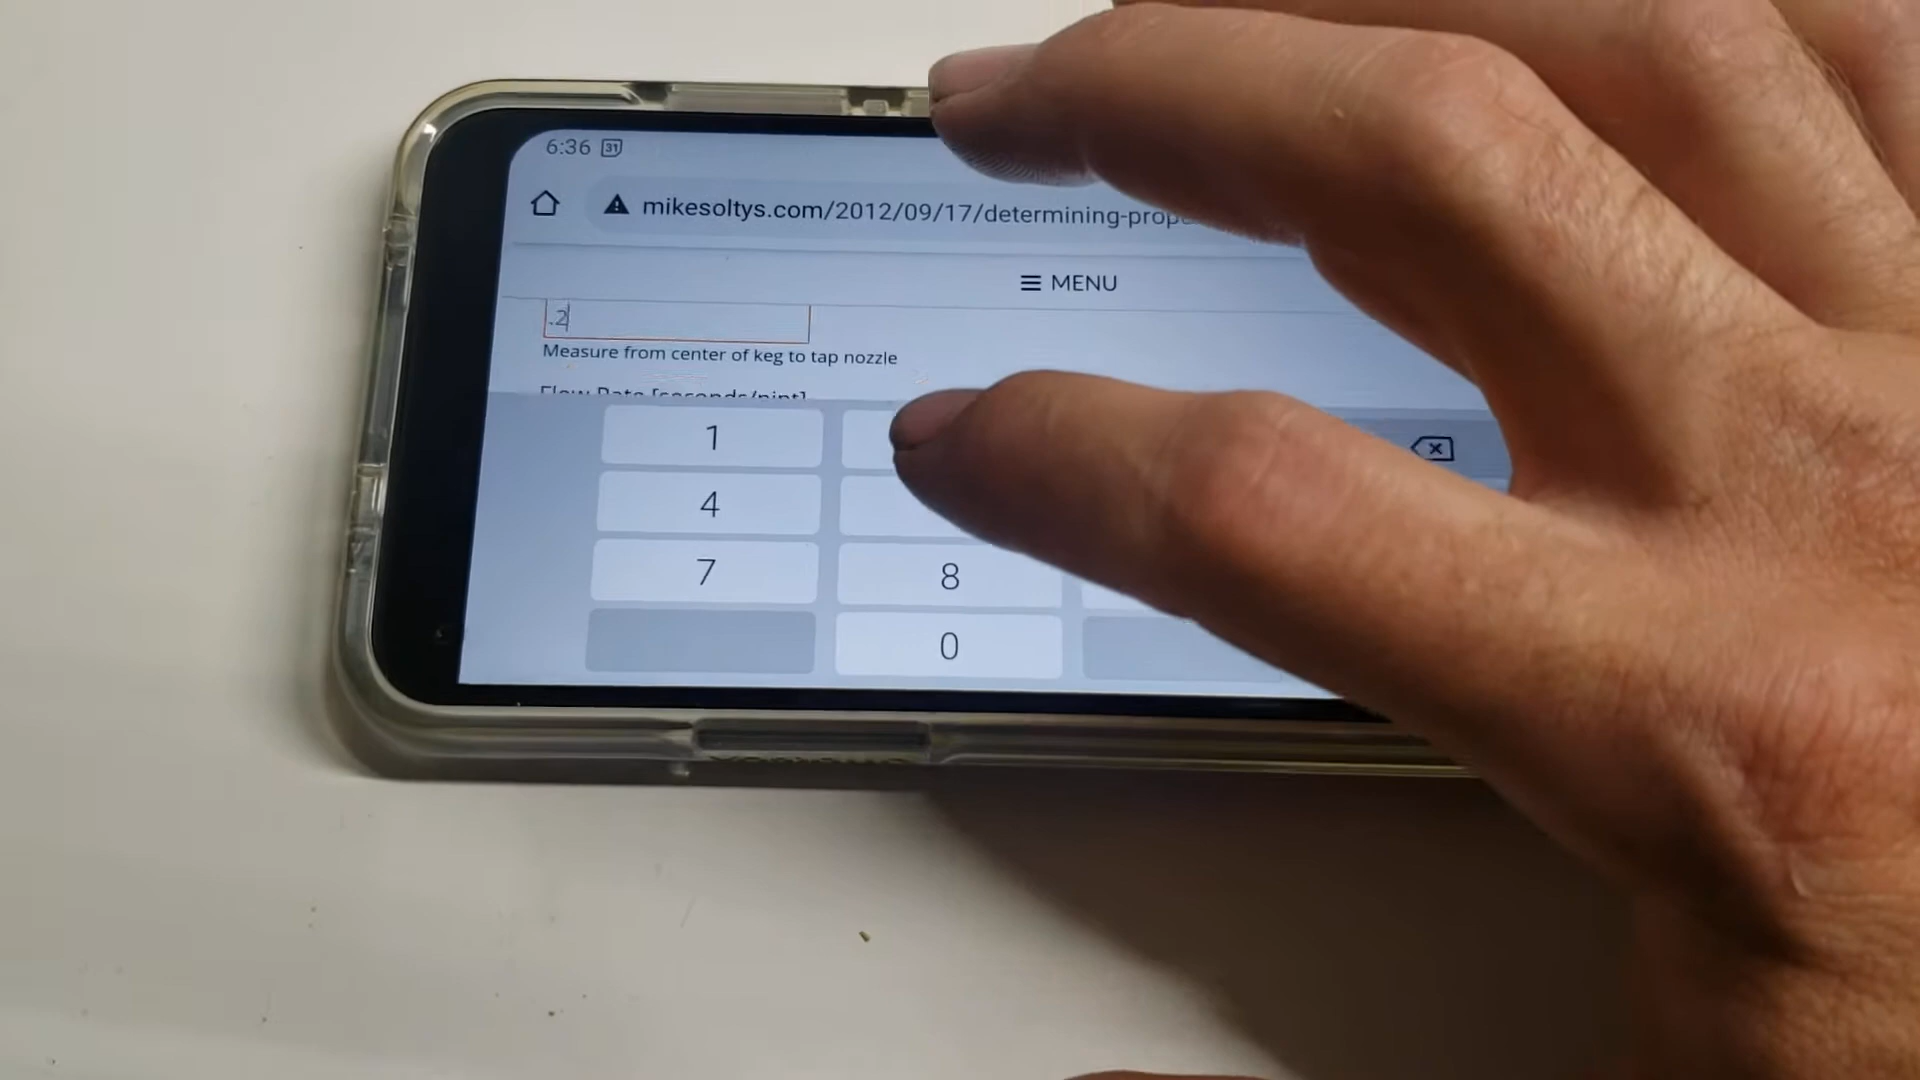 6:36 31
mikesoltys.com/2012/09/17/determining-prope
☰ MENU
.2
Measure from center of keg to tap nozzle
Flow Rate [seconds/pint]
1
4
7 8
0